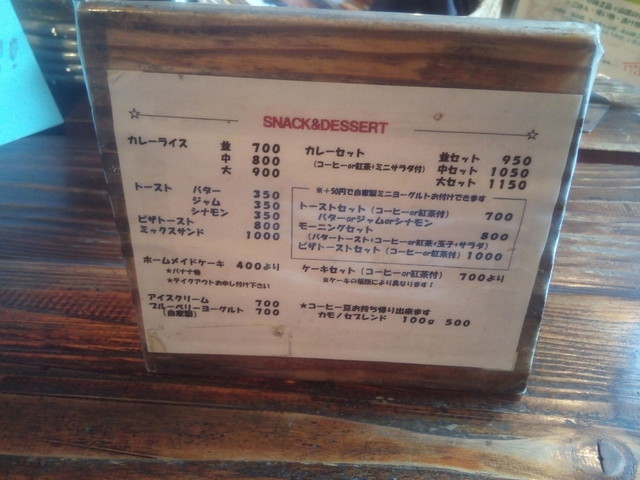 SNACK&DESSERT
カレーライス 並 700
中 800
大 900
トースト バター 350
ジャム 350
シナモン 350
ピザトースト 800
ミックスサンド 1000
ホームメイドケーキ 400より
★バナナ他
★テイクアウトお申し付け下さい
アイスクリーム 700
ブルーベリーヨーグルト 700
(自家製)
カレーセット 並セット 950
(コーヒーor紅茶+ミニサラダ付) 中セット 1050
大セット 1150
※+50円で自家製ミニヨーグルトお付けできます
トーストセット(コーヒーor紅茶付) 700
バターorジャムorシナモン
モーニングセット 800
(バタートースト+コーヒーor紅茶+玉子+サラダ)
ピザトーストセット(コーヒーor紅茶付) 1000
ケーキセット(コーヒーor紅茶付) 700より
※ケーキの種類により異なります!
★コーヒー豆お持ち帰り出来ます
カモノセブレンド 100g 500